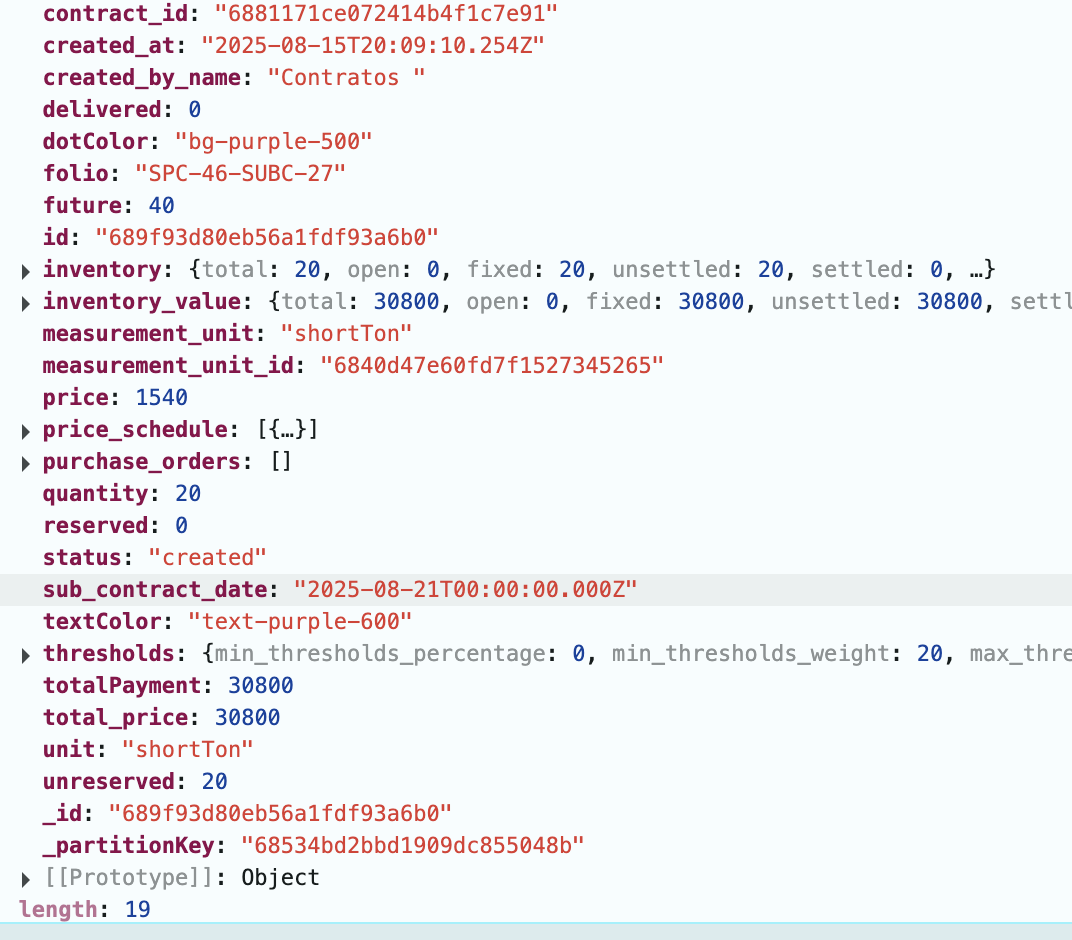 contract_id: "6881171ce072414b4f1c7e91"
created_at: "2025-08-15T20:09:10.254Z"
created_by_name: "Contratos "
delivered: 0
dotColor: "bg-purple-500"
folio: "SPC-46-SUBC-27"
future: 40
id: "689f93d80eb56a1fdf93a6b0"
inventory: {total: 20, open: 0, fixed: 20, unsettled: 20, settled: 0, …}
inventory_value: {total: 30800, open: 0, fixed: 30800, unsettled: 30800, settl
measurement_unit: "shortTon"
measurement_unit_id: "6840d47e60fd7f1527345265"
price: 1540
price_schedule: [{…}]
purchase_orders: []
quantity: 20
reserved: 0
status: "created"
sub_contract_date: "2025-08-21T00:00:00.000Z"
textColor: "text-purple-600"
thresholds: {min_thresholds_percentage: 0, min_thresholds_weight: 20, max_thre
totalPayment: 30800
total_price: 30800
unit: "shortTon"
unreserved: 20
_id: "689f93d80eb56a1fdf93a6b0"
_partitionKey: "68534bd2bbd1909dc855048b"
[[Prototype]]: Object
length: 19